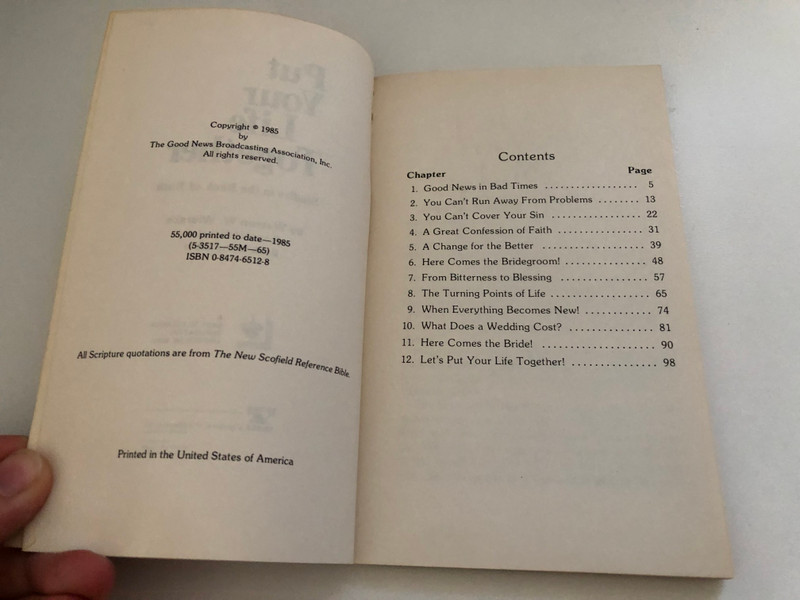 Copyright © 1985
by
The Good News Broadcasting Association, Inc.
All rights reserved.
55,000 printed to date—1985
(5-3517—55M—65)
ISBN 0-8474-6512-8
All Scripture quotations are from The New Scofield Reference Bible.
Printed in the United States of America
Contents
Chapter Page
1. Good News in Bad Times .................. 5
2. You Can't Run Away From Problems ........ 13
3. You Can't Cover Your Sin ................. 22
4. A Great Confession of Faith ............... 31
5. A Change for the Better .................. 39
6. Here Comes the Bridegroom! .............. 48
7. From Bitterness to Blessing ............... 57
8. The Turning Points of Life ................. 65
9. When Everything Becomes New! ............ 74
10. What Does a Wedding Cost? ............... 81
11. Here Comes the Bride! .................... 90
12. Let's Put Your Life Together! ............... 98